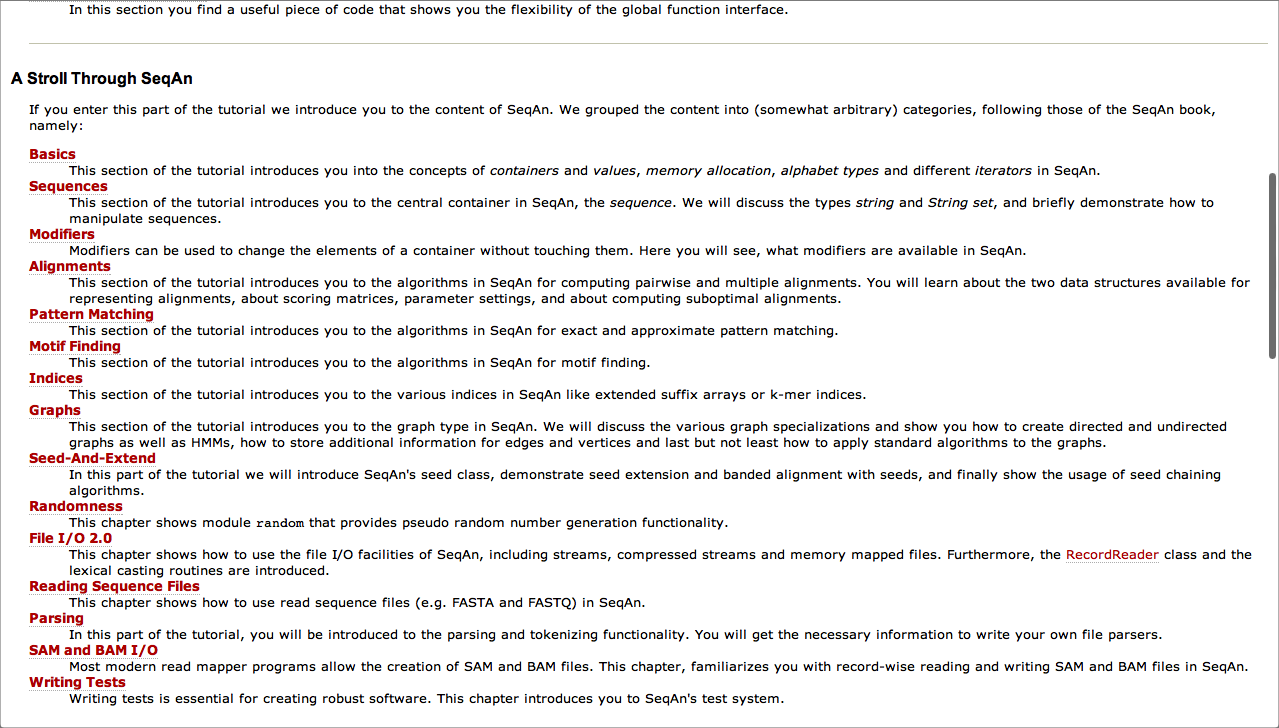 In this section you find a useful piece of code that shows you the flexibility of the global function interface.
A Stroll Through SeqAn
If you enter this part of the tutorial we introduce you to the content of SeqAn. We grouped the content into (somewhat arbitrary) categories, following those of the SeqAn book,
namely:
Basics
This section of the tutorial introduces you into the concepts of containers and values, memory allocation, alphabet types and different iterators in SeqAn.
Sequences
This section of the tutorial introduces you to the central container in SeqAn, the sequence. We will discuss the types string and String set, and briefly demonstrate how to
manipulate sequences.
Modifiers
Modifiers can be used to change the elements of a container without touching them. Here you will see, what modifiers are available in SeqAn.
Alignments
This section of the tutorial introduces you to the algorithms in SeqAn for computing pairwise and multiple alignments. You will learn about the two data structures available for
representing alignments, about scoring matrices, parameter settings, and about computing suboptimal alignments.
Pattern Matching
This section of the tutorial introduces you to the algorithms in SeqAn for exact and approximate pattern matching.
Motif Finding
This section of the tutorial introduces you to the algorithms in SeqAn for motif finding.
Indices
This section of the tutorial introduces you to the various indices in SeqAn like extended suffix arrays or k-mer indices.
Graphs
This section of the tutorial introduces you to the graph type in SeqAn. We will discuss the various graph specializations and show you how to create directed and undirected
graphs as well as HMMs, how to store additional information for edges and vertices and last but not least how to apply standard algorithms to the graphs.
Seed-And-Extend
In this part of the tutorial we will introduce SeqAn's seed class, demonstrate seed extension and banded alignment with seeds, and finally show the usage of seed chaining
algorithms.
Randomness
This chapter shows module random that provides pseudo random number generation functionality.
File I/O 2.0
This chapter shows how to use the file I/O facilities of SeqAn, including streams, compressed streams and memory mapped files. Furthermore, the RecordReader class and the
lexical casting routines are introduced.
Reading Sequence Files
This chapter shows how to use read sequence files (e.g. FASTA and FASTQ) in SeqAn.
Parsing
In this part of the tutorial, you will be introduced to the parsing and tokenizing functionality. You will get the necessary information to write your own file parsers.
SAM and BAM I/O
Most modern read mapper programs allow the creation of SAM and BAM files. This chapter, familiarizes you with record-wise reading and writing SAM and BAM files in SeqAn.
Writing Tests
Writing tests is essential for creating robust software. This chapter introduces you to SeqAn's test system.